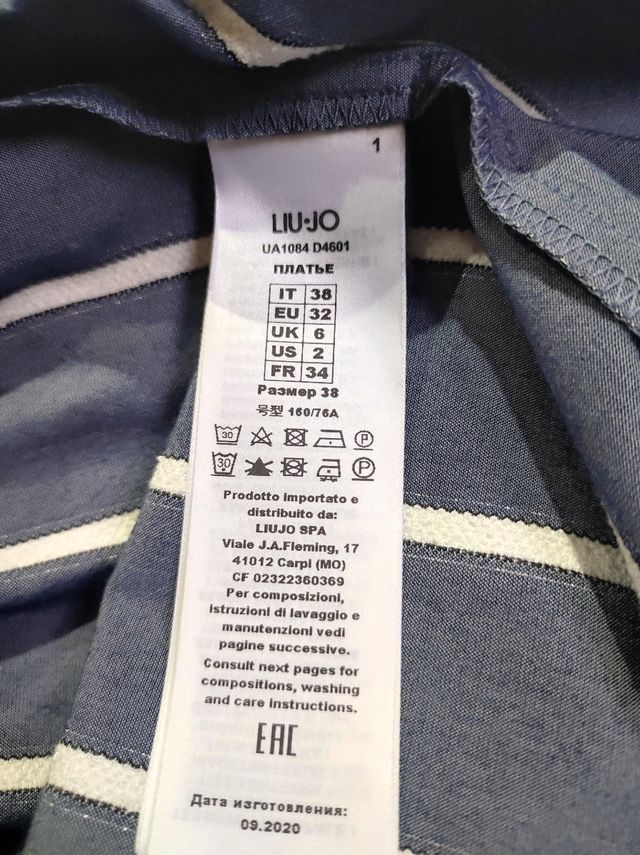 1
LIU·JO
UA1084 D4601
ПЛАТЬЕ
IT 38
EU 32
UK 6
US 2
FR 34
Размер 38
号型 160/76A
30 P
30 P
Prodotto importato e
distribuito da:
LIUJO SPA
Viale J.A.Fleming, 17
41012 Carpi (MO)
CF 02322360369
Per composizioni,
istruzioni di lavaggio e
manutenzioni vedi
pagine successive.
Consult next pages for
compositions, washing
and care instructions.
EAC
Дата изготовления:
09.2020